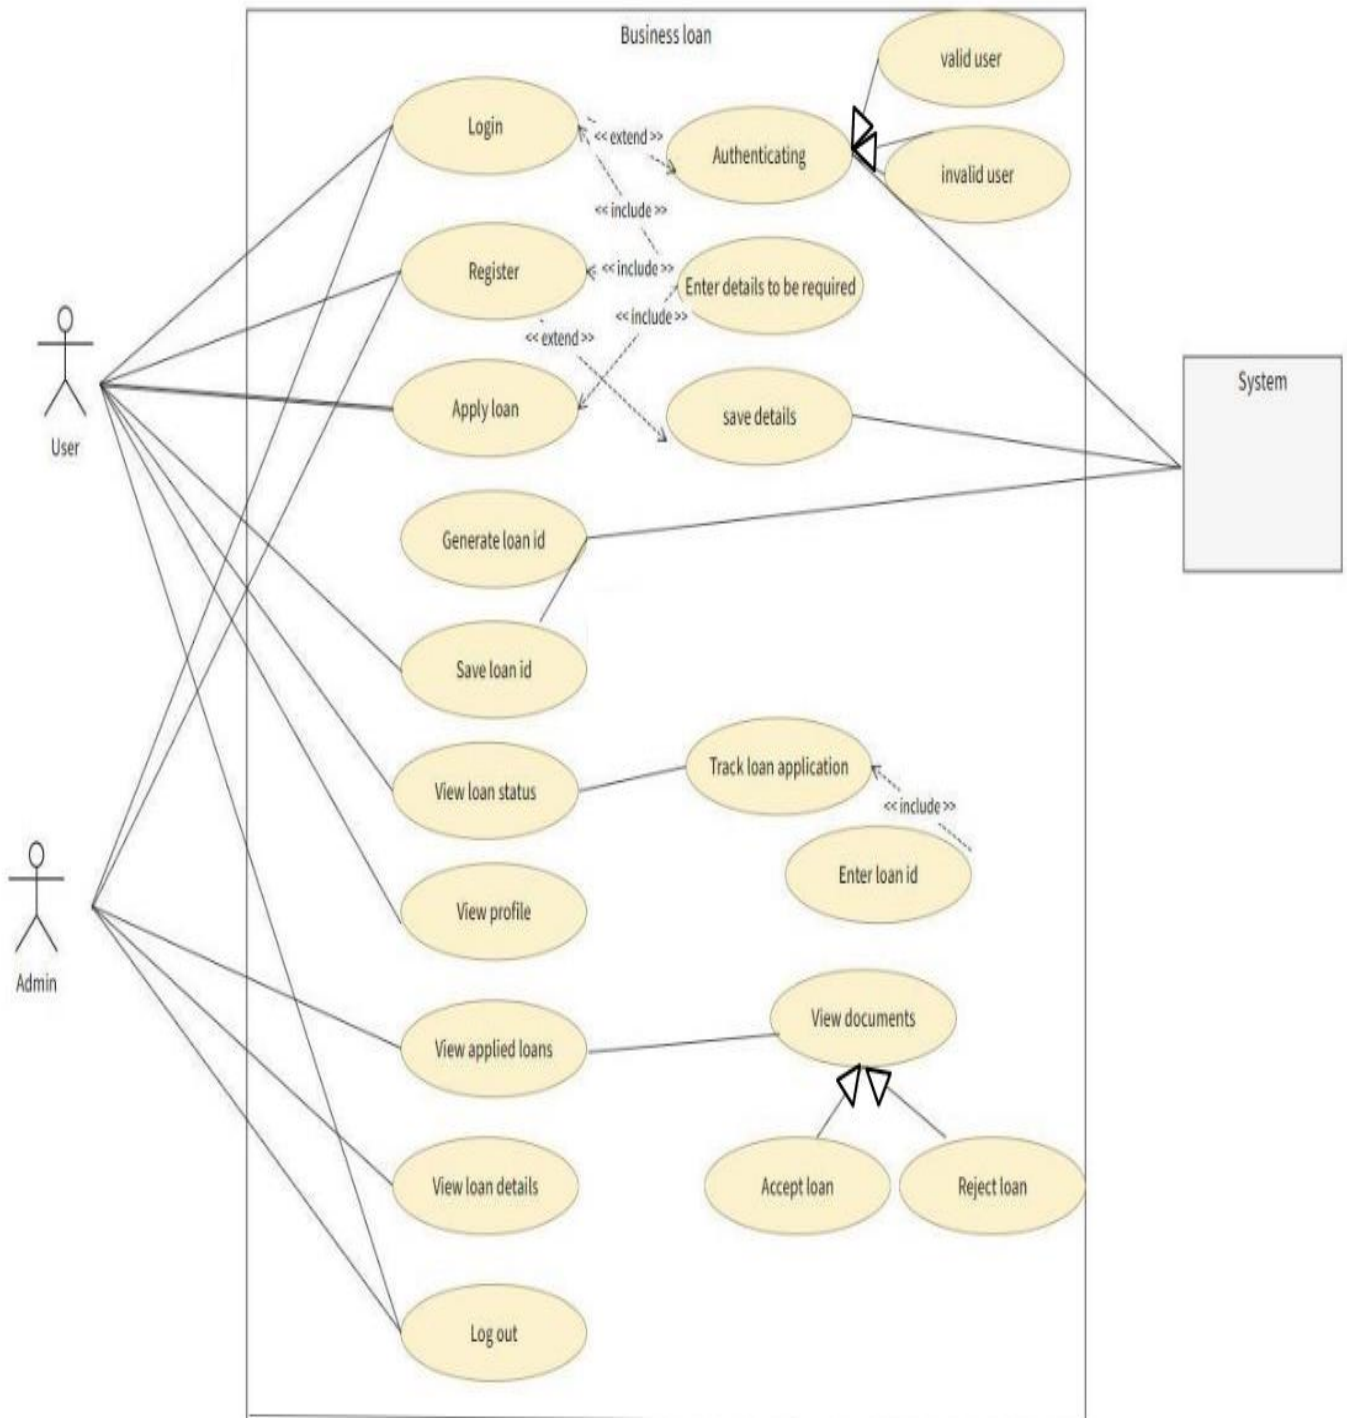 Business loan
valid user
Login
<< extend >>
Authenticating
invalid user
<< include >>
Register
<< include >>
Enter details to be required
<< include >>
<< extend >>
System
User
Apply loan
save details
Generate loan id
Save loan id
Track loan application
View loan status
<< include >>
Enter loan id
View profile
Admin
View documents
View applied loans
View loan details
Accept loan
Reject loan
Log out